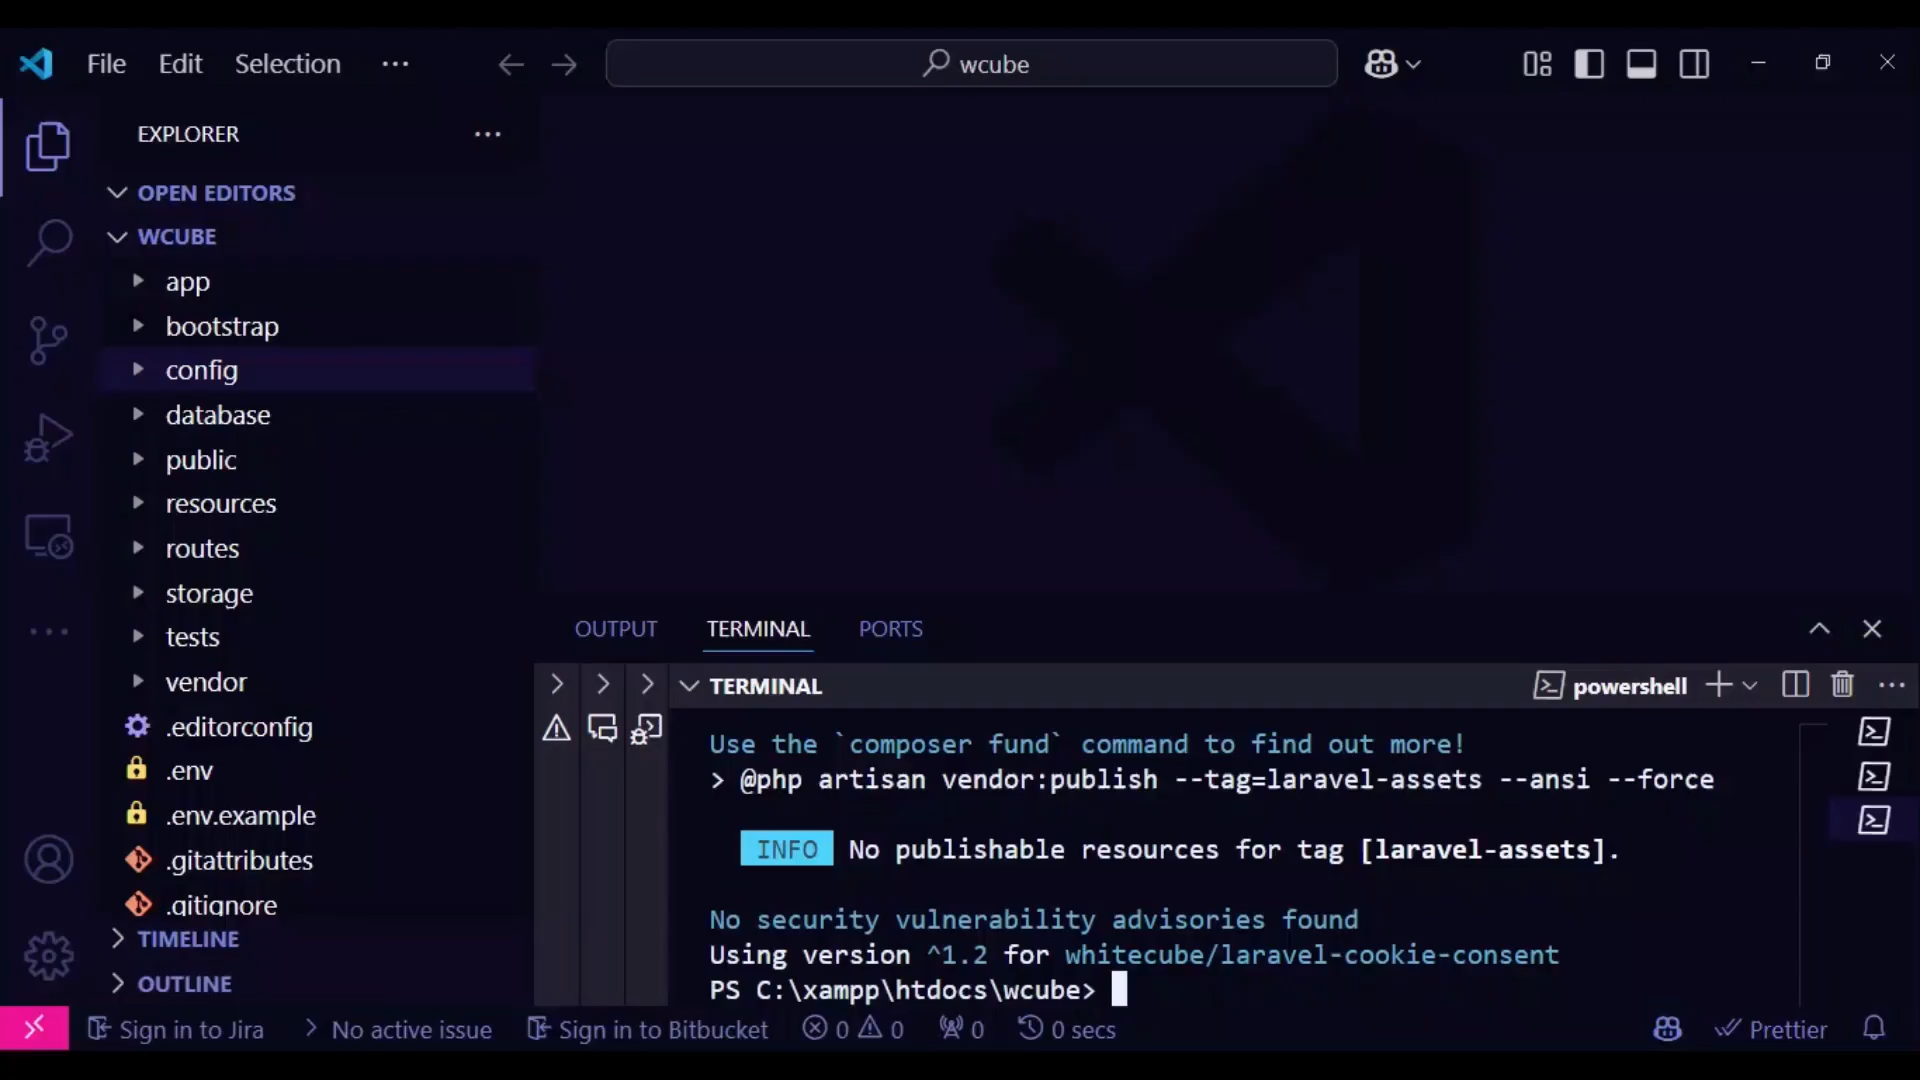 File Edit Selection ···
wcube
EXPLORER
OPEN EDITORS
WCUBE
app
bootstrap
config
database
public
resources
routes
storage
tests
vendor
.editorconfig
.env
.env.example
.gitattributes
.gitignore
TIMELINE
OUTLINE
OUTPUT TERMINAL PORTS
TERMINAL
powershell
Use the `composer fund` command to find out more!
> @php artisan vendor:publish --tag=laravel-assets --ansi --force
INFO No publishable resources for tag [laravel-assets].
No security vulnerability advisories found
Using version ^1.2 for whitecube/laravel-cookie-consent
PS C:\xampp\htdocs\wcube>
Sign in to Jira No active issue Sign in to Bitbucket 0 0 0 0 secs Prettier